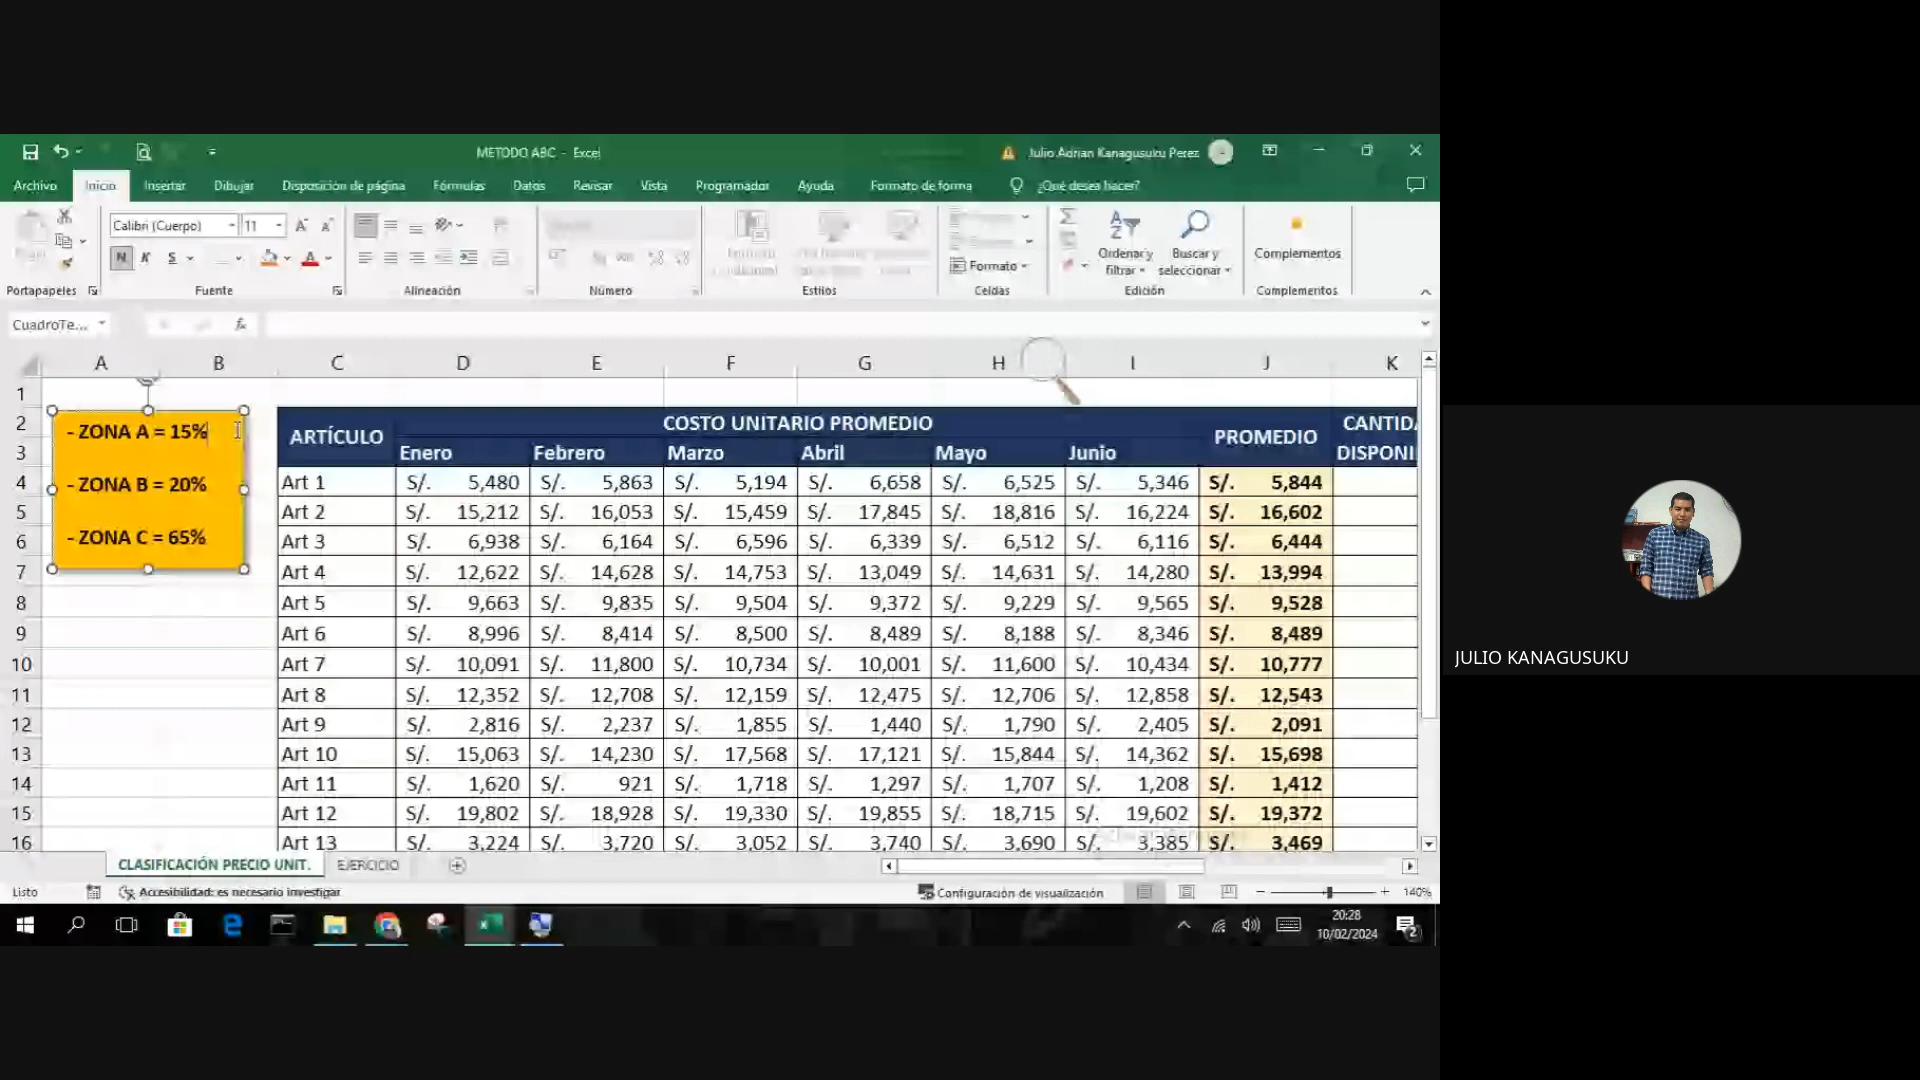 METODO ABC - Excel
Julio Adrian Kanagusuku Perez
Archivo Inicio Insertar Dibujar Disposición de página Fórmulas Datos Revisar Vista Programador Ayuda Formato de forma ¿Qué desea hacer?
Calibri (Cuerpo) 11
N K S
Formato
Ordenar y filtrar
Buscar y seleccionar
Complementos
Portapapeles Fuente Alineación Número Estilos Celdas Edición Complementos
CuadroTe... fx
A B C D E F G H I J K
1
2
3
4
5
6
7
8
9
10
11
12
13
14
15
16
- ZONA A = 15%
- ZONA B = 20%
- ZONA C = 65%
ARTÍCULO COSTO UNITARIO PROMEDIO PROMEDIO CANTIDA
Enero Febrero Marzo Abril Mayo Junio DISPONI
Art 1 S/. 5,480 S/. 5,863 S/. 5,194 S/. 6,658 S/. 6,525 S/. 5,346 S/. 5,844
Art 2 S/. 15,212 S/. 16,053 S/. 15,459 S/. 17,845 S/. 18,816 S/. 16,224 S/. 16,602
Art 3 S/. 6,938 S/. 6,164 S/. 6,596 S/. 6,339 S/. 6,512 S/. 6,116 S/. 6,444
Art 4 S/. 12,622 S/. 14,628 S/. 14,753 S/. 13,049 S/. 14,631 S/. 14,280 S/. 13,994
Art 5 S/. 9,663 S/. 9,835 S/. 9,504 S/. 9,372 S/. 9,229 S/. 9,565 S/. 9,528
Art 6 S/. 8,996 S/. 8,414 S/. 8,500 S/. 8,489 S/. 8,188 S/. 8,346 S/. 8,489
Art 7 S/. 10,091 S/. 11,800 S/. 10,734 S/. 10,001 S/. 11,600 S/. 10,434 S/. 10,777
Art 8 S/. 12,352 S/. 12,708 S/. 12,159 S/. 12,475 S/. 12,706 S/. 12,858 S/. 12,543
Art 9 S/. 2,816 S/. 2,237 S/. 1,855 S/. 1,440 S/. 1,790 S/. 2,405 S/. 2,091
Art 10 S/. 15,063 S/. 14,230 S/. 17,568 S/. 17,121 S/. 15,844 S/. 14,362 S/. 15,698
Art 11 S/. 1,620 S/. 921 S/. 1,718 S/. 1,297 S/. 1,707 S/. 1,208 S/. 1,412
Art 12 S/. 19,802 S/. 18,928 S/. 19,330 S/. 19,855 S/. 18,715 S/. 19,602 S/. 19,372
Art 13 S/. 3,224 S/. 3,720 S/. 3,052 S/. 3,740 S/. 3,690 S/. 3,385 S/. 3,469
CLASIFICACIÓN PRECIO UNIT. EJERCICIO
Listo Accesibilidad: es necesario investigar Configuración de visualización 140%
20:28
10/02/2024
2
JULIO KANAGUSUKU